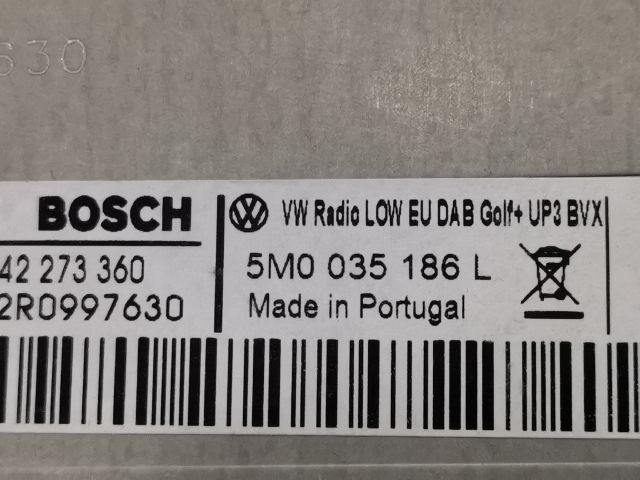 630
BOSCH
VW Radio LOW EU DAB Golf+ UP3 BVX
42 273 360
5M0 035 186 L
2R0997630
Made in Portugal